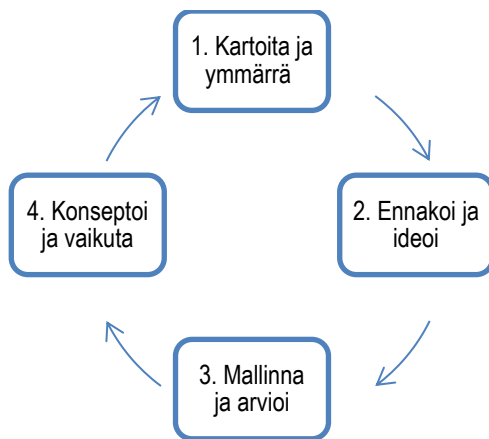 1. Kartoita ja
ymmärrä
2. Ennakoi ja
ideoi
3. Mallinna
ja arvioi
4. Konseptoi
ja vaikuta